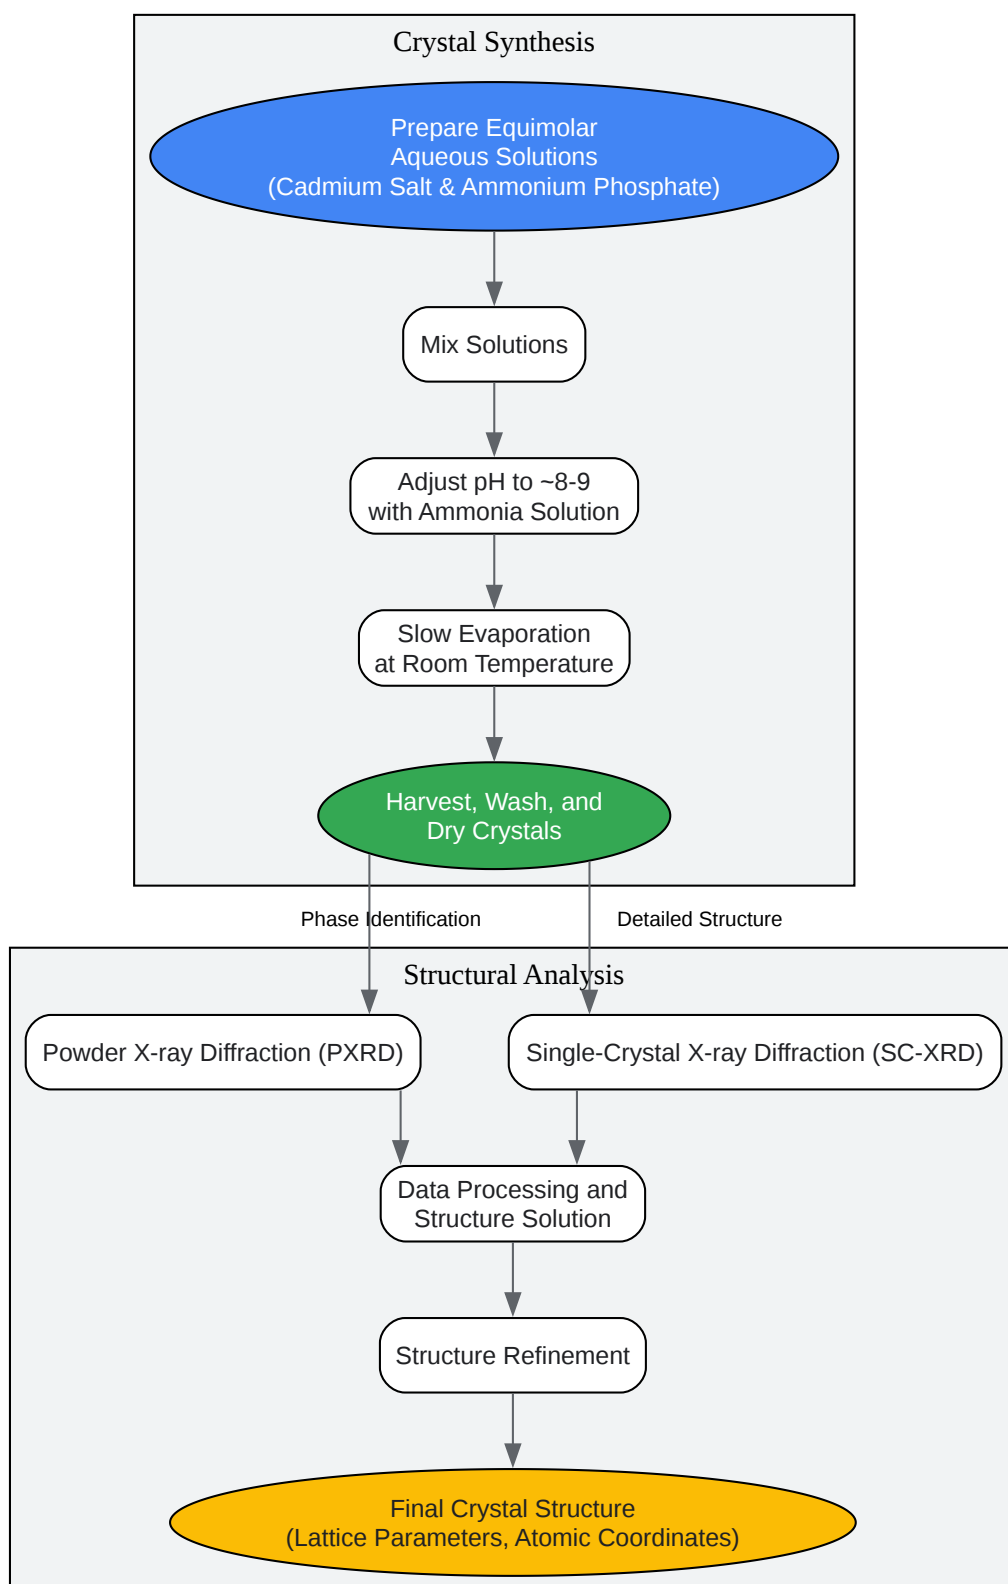 Crystal Synthesis
Prepare Equimolar
Aqueous Solutions
(Cadmium Salt & Ammonium Phosphate)
Mix Solutions
Adjust pH to ~8-9
with Ammonia Solution
Slow Evaporation
at Room Temperature
Harvest, Wash, and
Dry Crystals
Phase Identification
Detailed Structure
Structural Analysis
Powder X-ray Diffraction (PXRD)
Single-Crystal X-ray Diffraction (SC-XRD)
Data Processing and
Structure Solution
Structure Refinement
Final Crystal Structure
(Lattice Parameters, Atomic Coordinates)